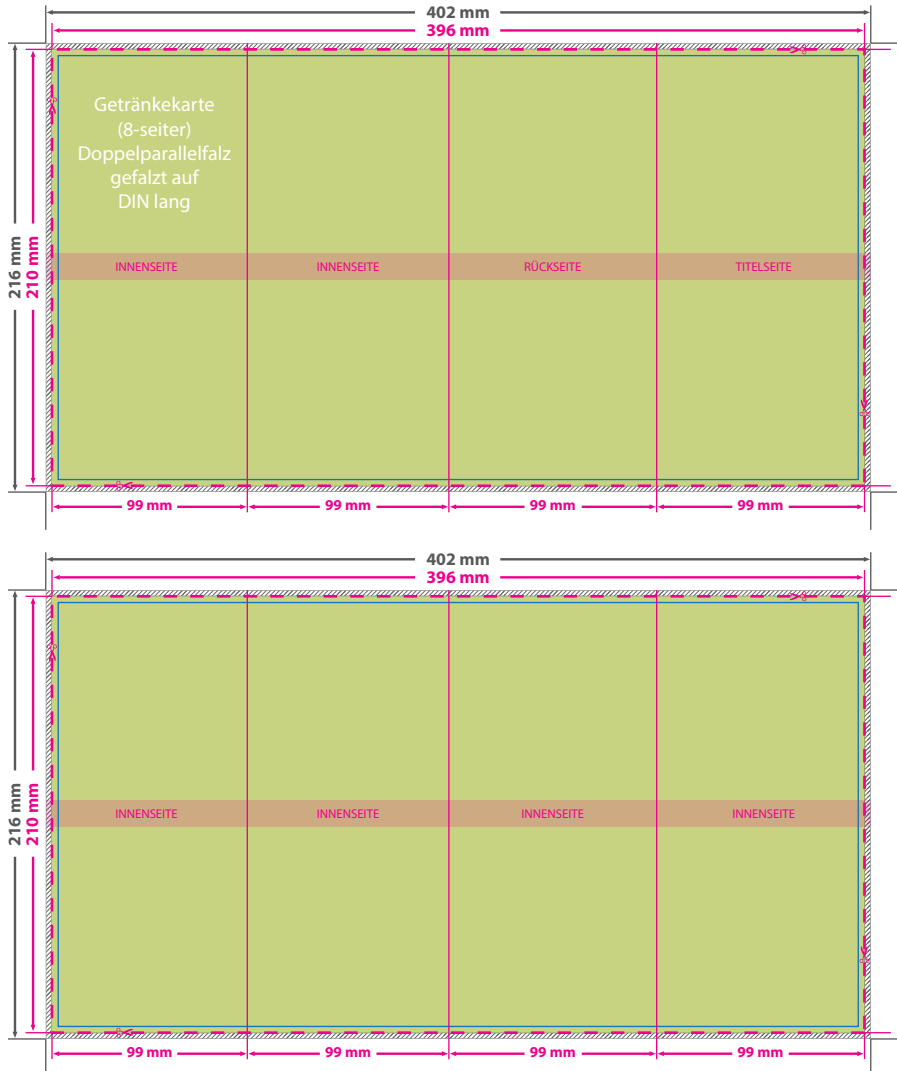 402 mm
396 mm
216 mm
210 mm
Getränkekarte
(8-seiter)
Doppelparallelfalz
gefalzt auf
DIN lang
INNENSEITE
INNENSEITE
RÜCKSEITE
TITELSEITE
99 mm
99 mm
99 mm
99 mm
402 mm
396 mm
216 mm
210 mm
INNENSEITE
INNENSEITE
INNENSEITE
INNENSEITE
99 mm
99 mm
99 mm
99 mm